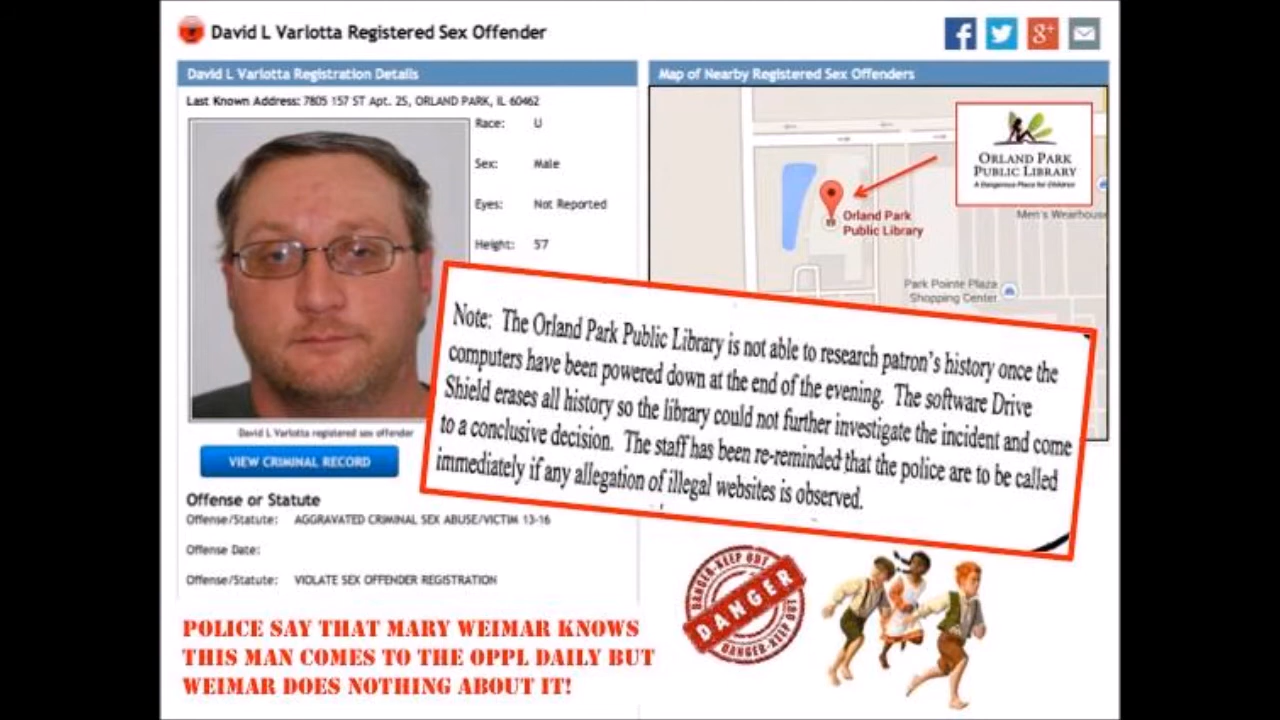 David L Varlotta Registered Sex Offender
David L Varlotta Registration Details
Last Known Address: 7805 157 ST Apt. 2S, ORLAND PARK, IL 60462
Race: U
Sex: Male
Eyes: Not Reported
Height: 57
David L Varlotta registered sex offender
VIEW CRIMINAL RECORD
Offense or Statute
Offense/Statute: AGGRAVATED CRIMINAL SEX ABUSE/VICTIM 13-16
Offense Date:
Offense/Statute: VIOLATE SEX OFFENDER REGISTRATION
POLICE SAY THAT MARY WEIMAR KNOWS
THIS MAN COMES TO THE OPPL DAILY BUT
WEIMAR DOES NOTHING ABOUT IT!
Map of Nearby Registered Sex Offenders
ORLAND PARK
PUBLIC LIBRARY
A Dangerous Place for Children
Orland Park
Public Library
Men's Wearhouse
Park Pointe Plaza
Shopping Center
Note: The Orland Park Public Library is not able to research patron's history once the
computers have been powered down at the end of the evening. The software Drive
Shield erases all history so the library could not further investigate the incident and come
to a conclusive decision. The staff has been re-reminded that the police are to be called
immediately if any allegation of illegal websites is observed.
DANGER-KEEP OUT
DANGER
DANGER-KEEP OUT